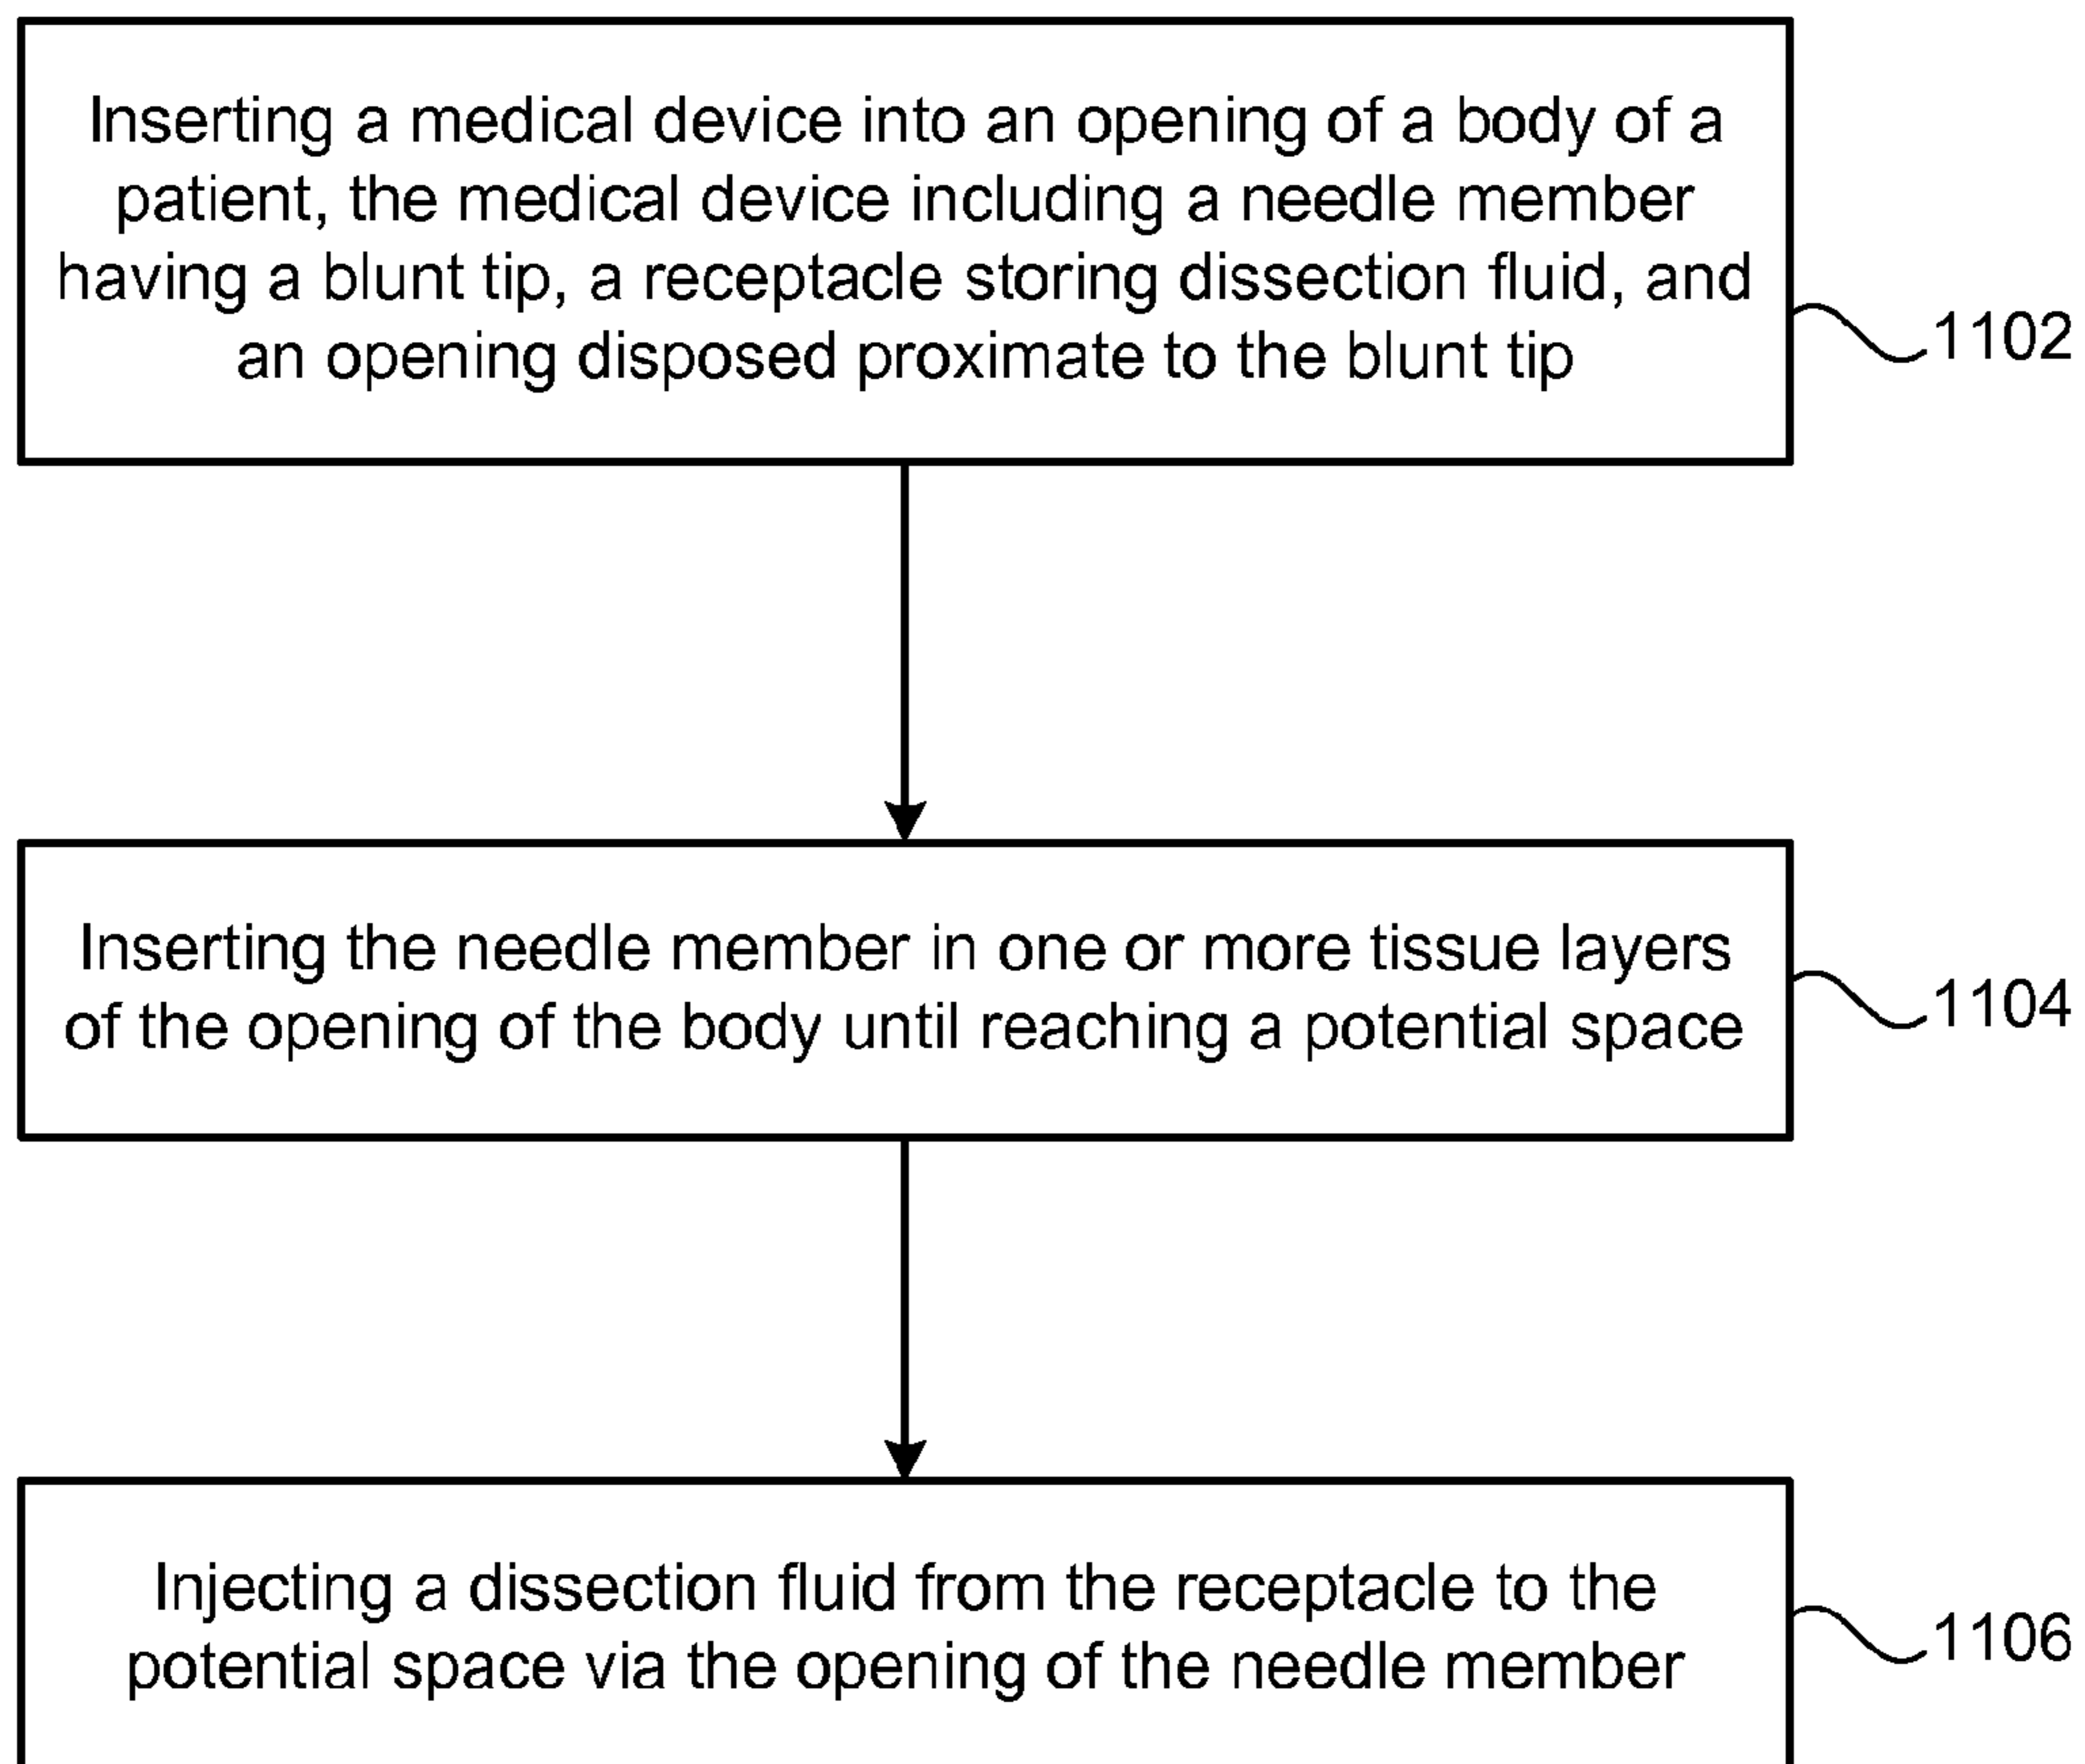 Inserting a medical device into an opening of a body of a
patient, the medical device including a needle member
having a blunt tip, a receptacle storing dissection fluid, and
an opening disposed proximate to the blunt tip
1102
Inserting the needle member in one or more tissue layers
of the opening of the body until reaching a potential space
1104
Injecting a dissection fluid from the receptacle to the
potential space via the opening of the needle member
1106